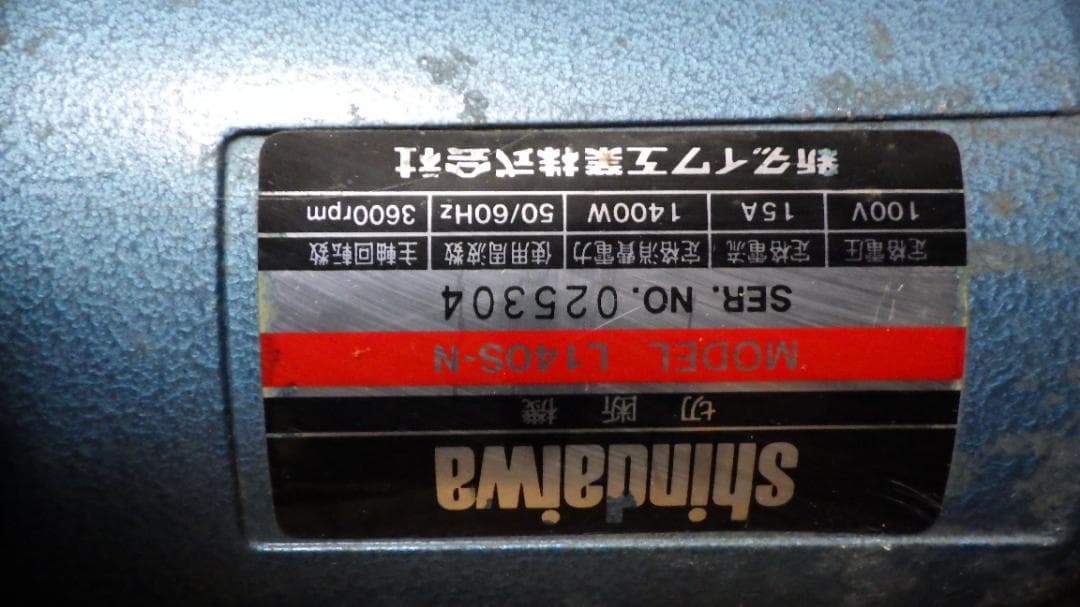 shindaiwa
切断機
MODEL L140S-N
SER. NO. 025304
定格電圧 定格電流 定格消費電力 使用周波数 主軸回転数
100V 15A 1400W 50/60Hz 3600rpm
新ダイワ工業株式会社